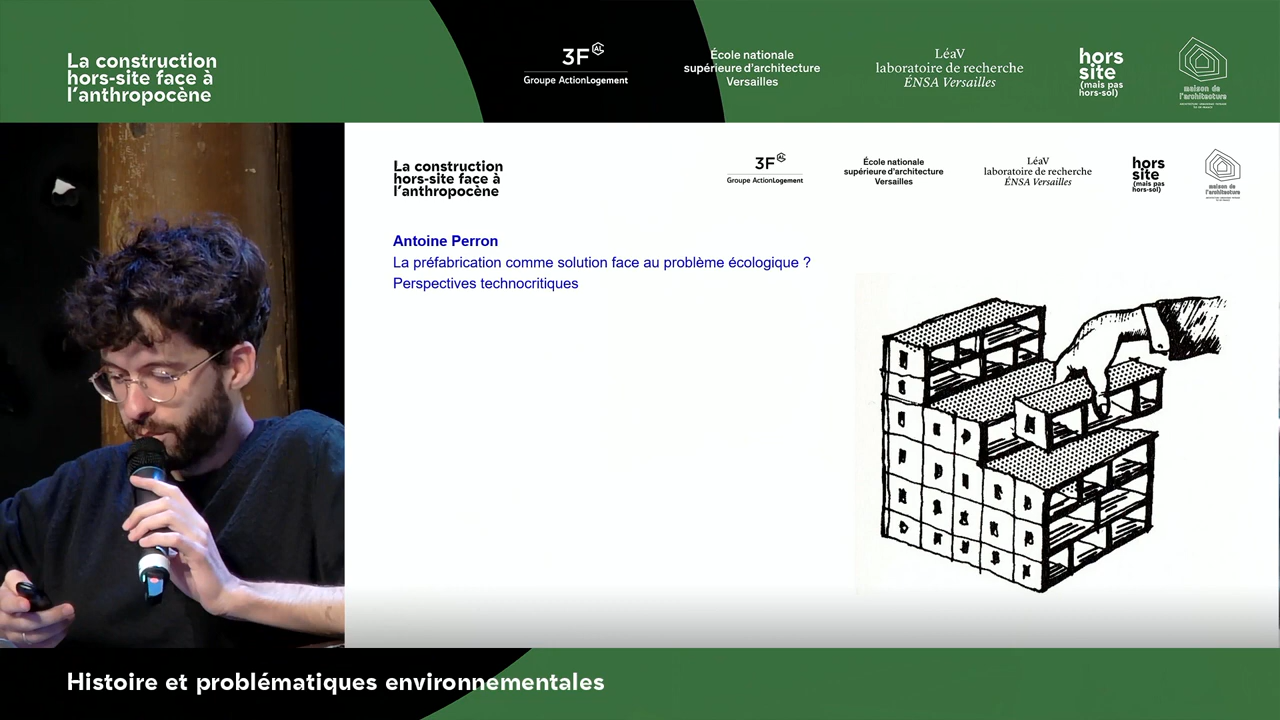 La construction
hors-site face à
l'anthropocène
3F AL
Groupe ActionLogement
École nationale
supérieure d'architecture
Versailles
LéaV
laboratoire de recherche
ÉNSA Versailles
hors
site
(mais pas
hors-sol)
maison de
l'architecture
La construction
hors-site face à
l'anthropocène
3F AL
Groupe ActionLogement
École nationale
supérieure d'architecture
Versailles
LéaV
laboratoire de recherche
ÉNSA Versailles
hors
site
(mais pas
hors-sol)
maison de
l'architecture
Antoine Perron
La préfabrication comme solution face au problème écologique ?
Perspectives technocritiques
Histoire et problématiques environnementales